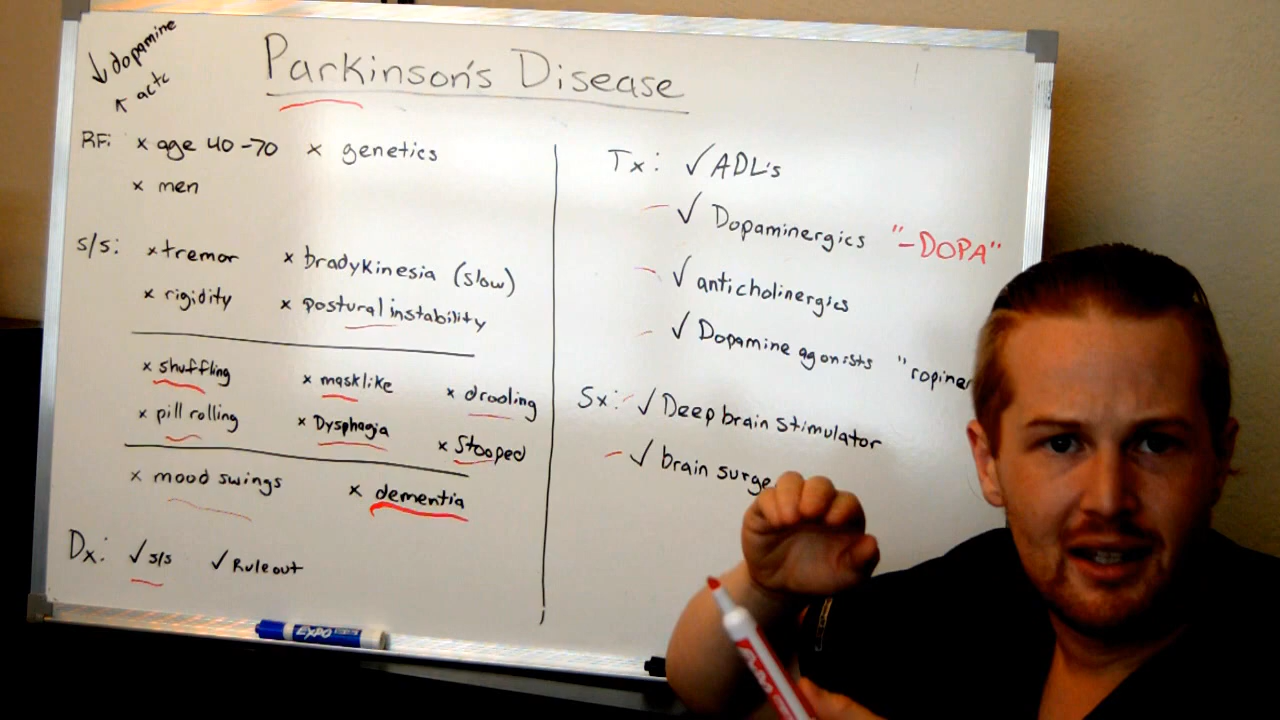 ↓ dopamine
↑ actc
Parkinson's Disease
RF: x age 40-70 x genetics
x men
S/S: x tremor x bradykinesia (slow)
x rigidity x postural instability
x shuffling x masklike x drooling
x pill rolling x Dysphagia x Stooped
x mood swings x dementia
Dx: ✓ s/s ✓ Rule out
Tx: ✓ ADL's
✓ Dopaminergics "-DOPA"
✓ anticholinergics
✓ Dopamine agonists "ropiner
Sx: ✓ Deep brain stimulator
✓ brain surge
EXPO